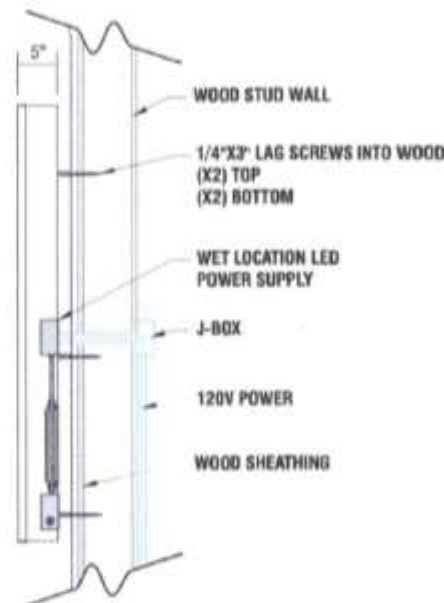 5"
WOOD STUD WALL
1/4"X3" LAG SCREWS INTO WOOD
(X2) TOP
(X2) BOTTOM
WET LOCATION LED
POWER SUPPLY
J-BOX
120V POWER
WOOD SHEATHING